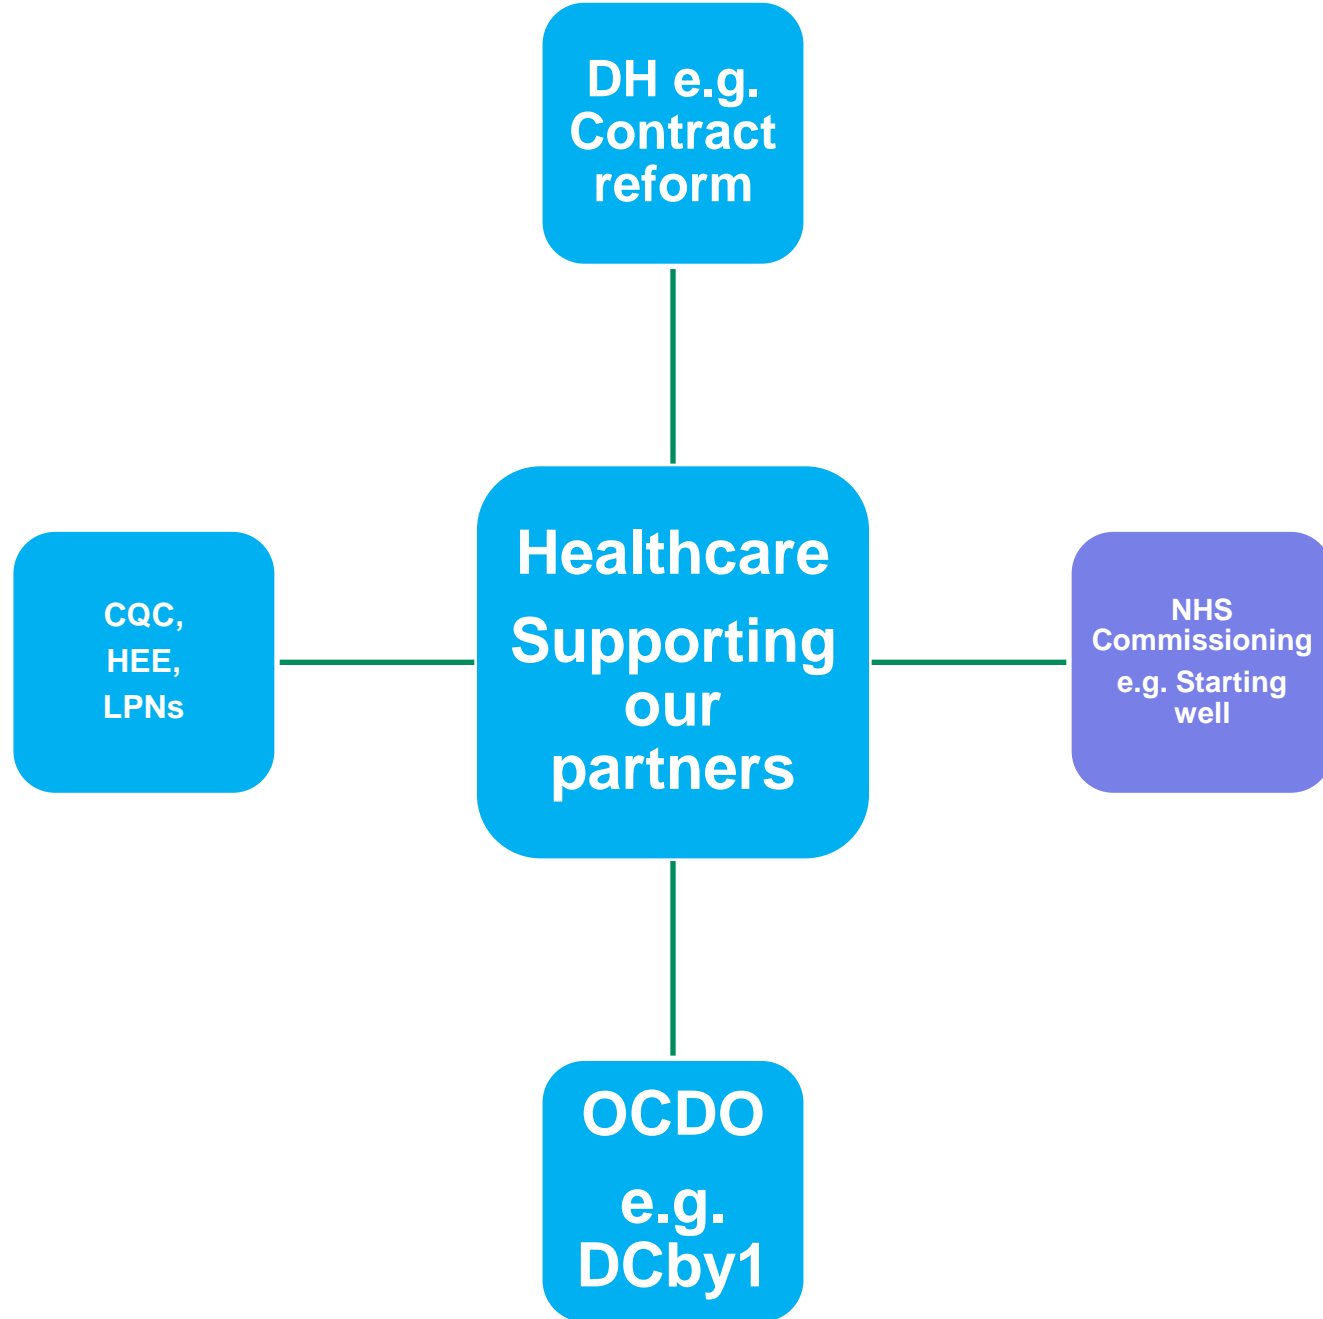 DH e.g.
Contract
reform
Healthcare
Supporting
our
partners
CQC,
HEE,
LPNs
NHS
Commissioning
e.g. Starting
well
OCDO
e.g.
DCby1